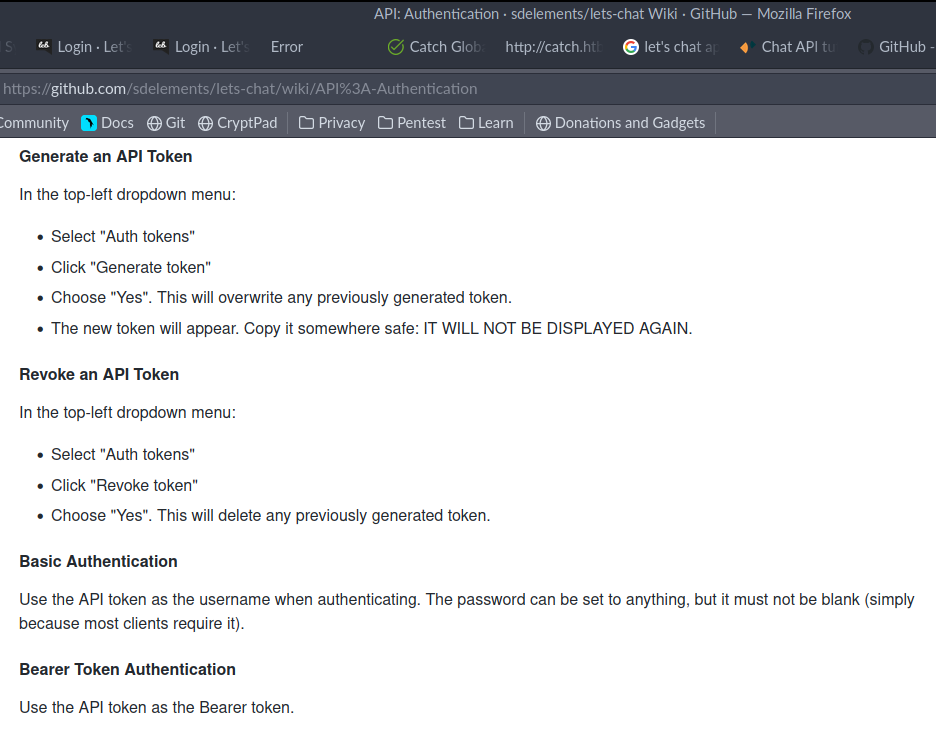 API: Authentication · sdelements/lets-chat Wiki · GitHub — Mozilla Firefox
Login · Let's Login · Let's Error Catch Glob http://catch.htb let's chat ap Chat API tu GitHub -
https://github.com/sdelements/lets-chat/wiki/API%3A-Authentication
Community Docs Git CryptPad Privacy Pentest Learn Donations and Gadgets
Generate an API Token
In the top-left dropdown menu:
Select "Auth tokens"
Click "Generate token"
Choose "Yes". This will overwrite any previously generated token.
The new token will appear. Copy it somewhere safe: IT WILL NOT BE DISPLAYED AGAIN.
Revoke an API Token
In the top-left dropdown menu:
Select "Auth tokens"
Click "Revoke token"
Choose "Yes". This will delete any previously generated token.
Basic Authentication
Use the API token as the username when authenticating. The password can be set to anything, but it must not be blank (simply
because most clients require it).
Bearer Token Authentication
Use the API token as the Bearer token.